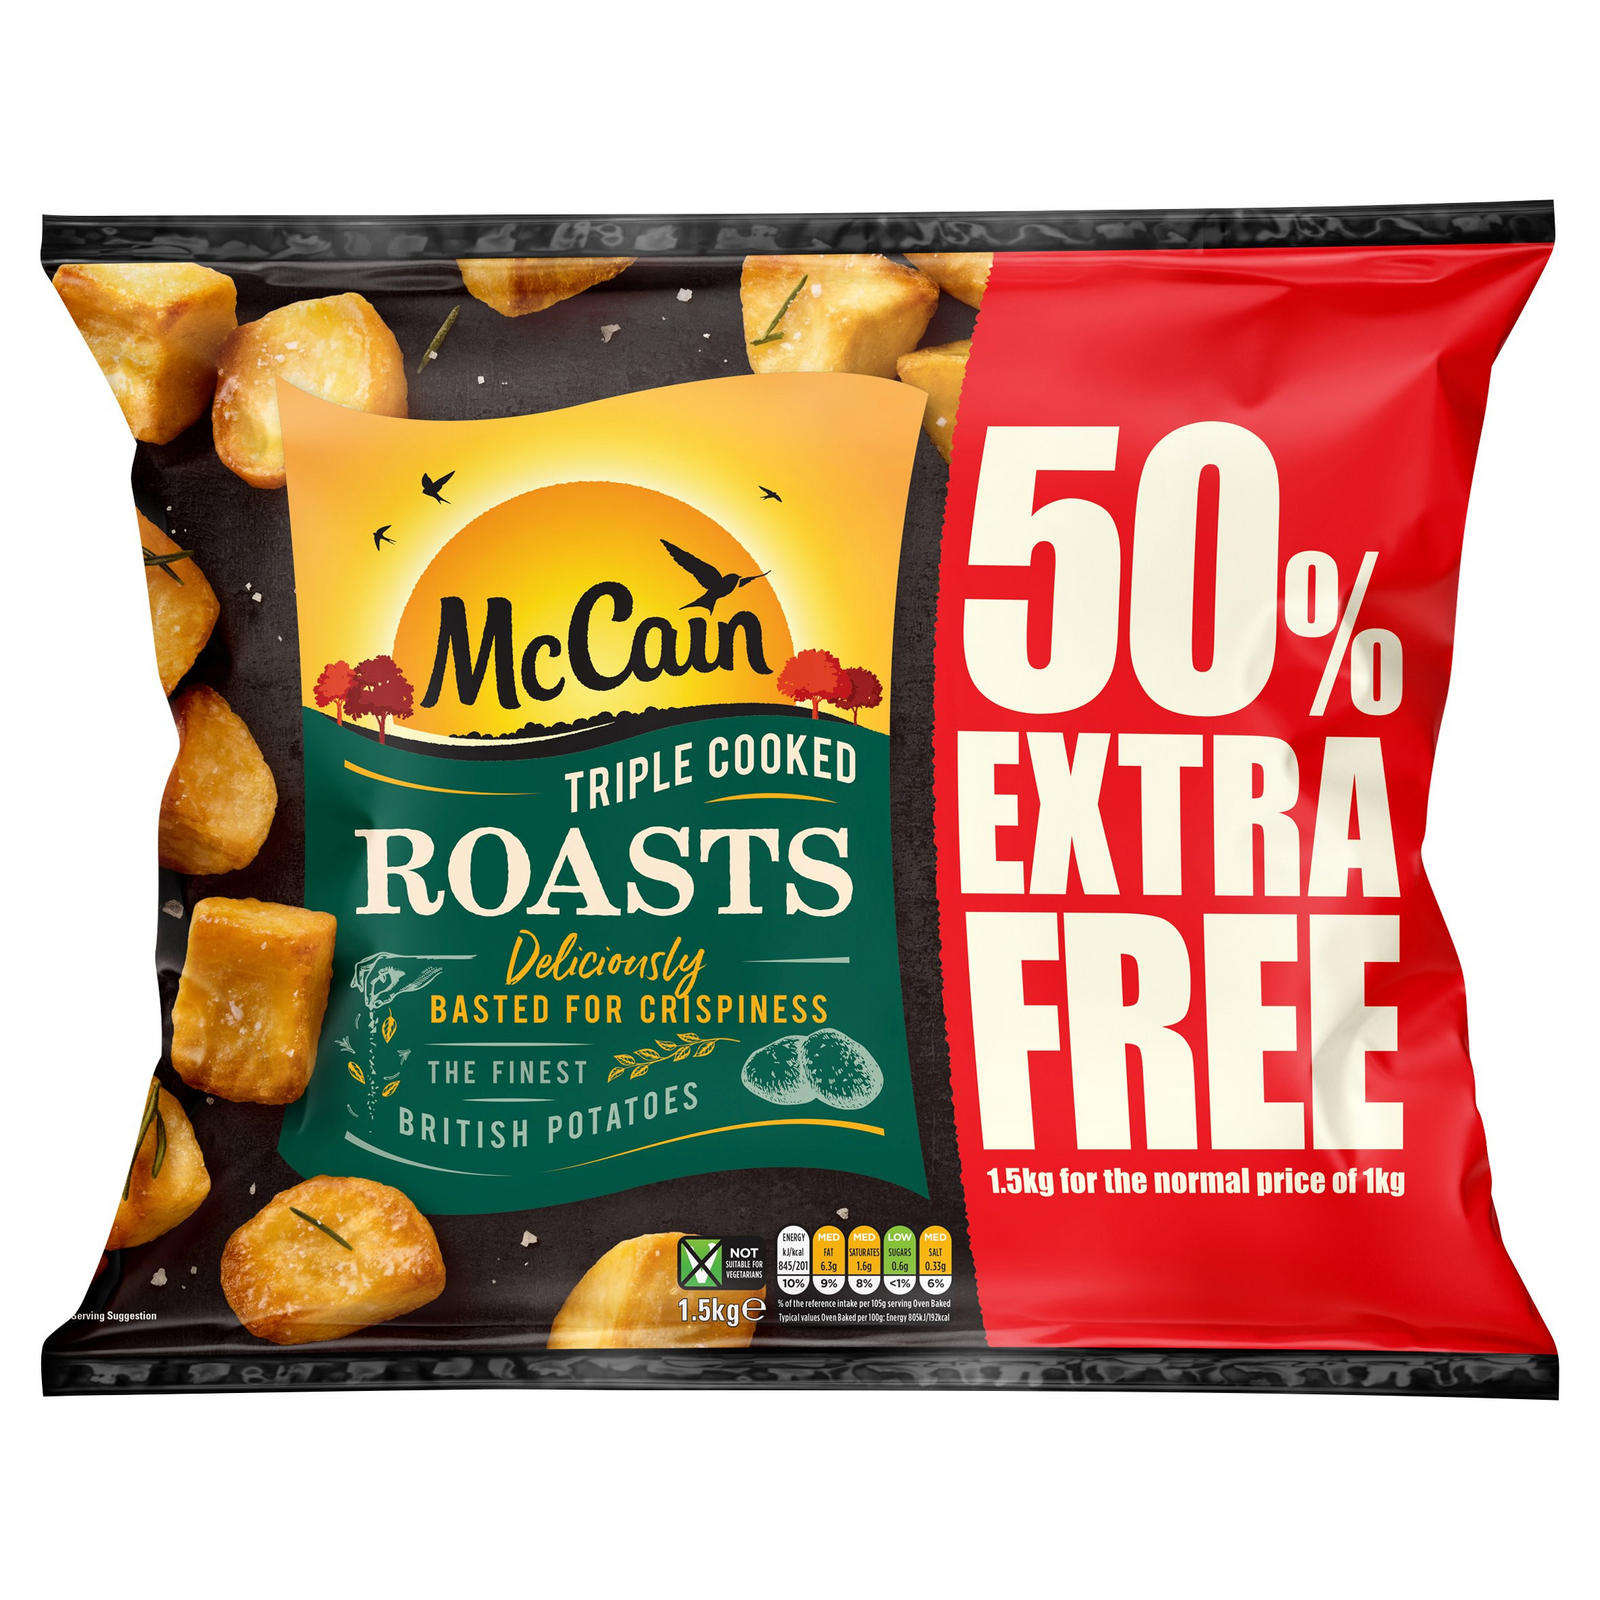 McCain
TRIPLE COOKED
ROASTS
Deliciously
BASTED FOR CRISPINESS
THE FINEST
BRITISH POTATOES
50%
EXTRA
FREE
1.5kg for the normal price of 1kg
NOT
SUITABLE FOR
VEGETARIANS
1.5kg e
ENERGY
kJ/kcal
845/201
10%
MED
FAT
6.3g
9%
MED
SATURATES
1.6g
8%
LOW
SUGARS
0.6g
<1%
MED
SALT
0.33g
6%
% of the reference intake per 105g serving Oven Baked
Typical values Oven Baked per 100g: Energy 805kJ/192kcal
erving Suggestion